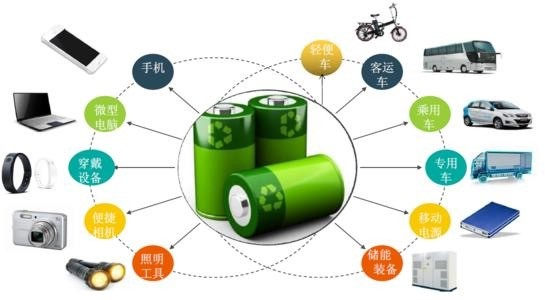 手机
微型
电脑
穿戴
设备
便捷
相机
照明
工具
轻便
车
客运
车
乘用
车
专用
车
移动
电源
储能
装备